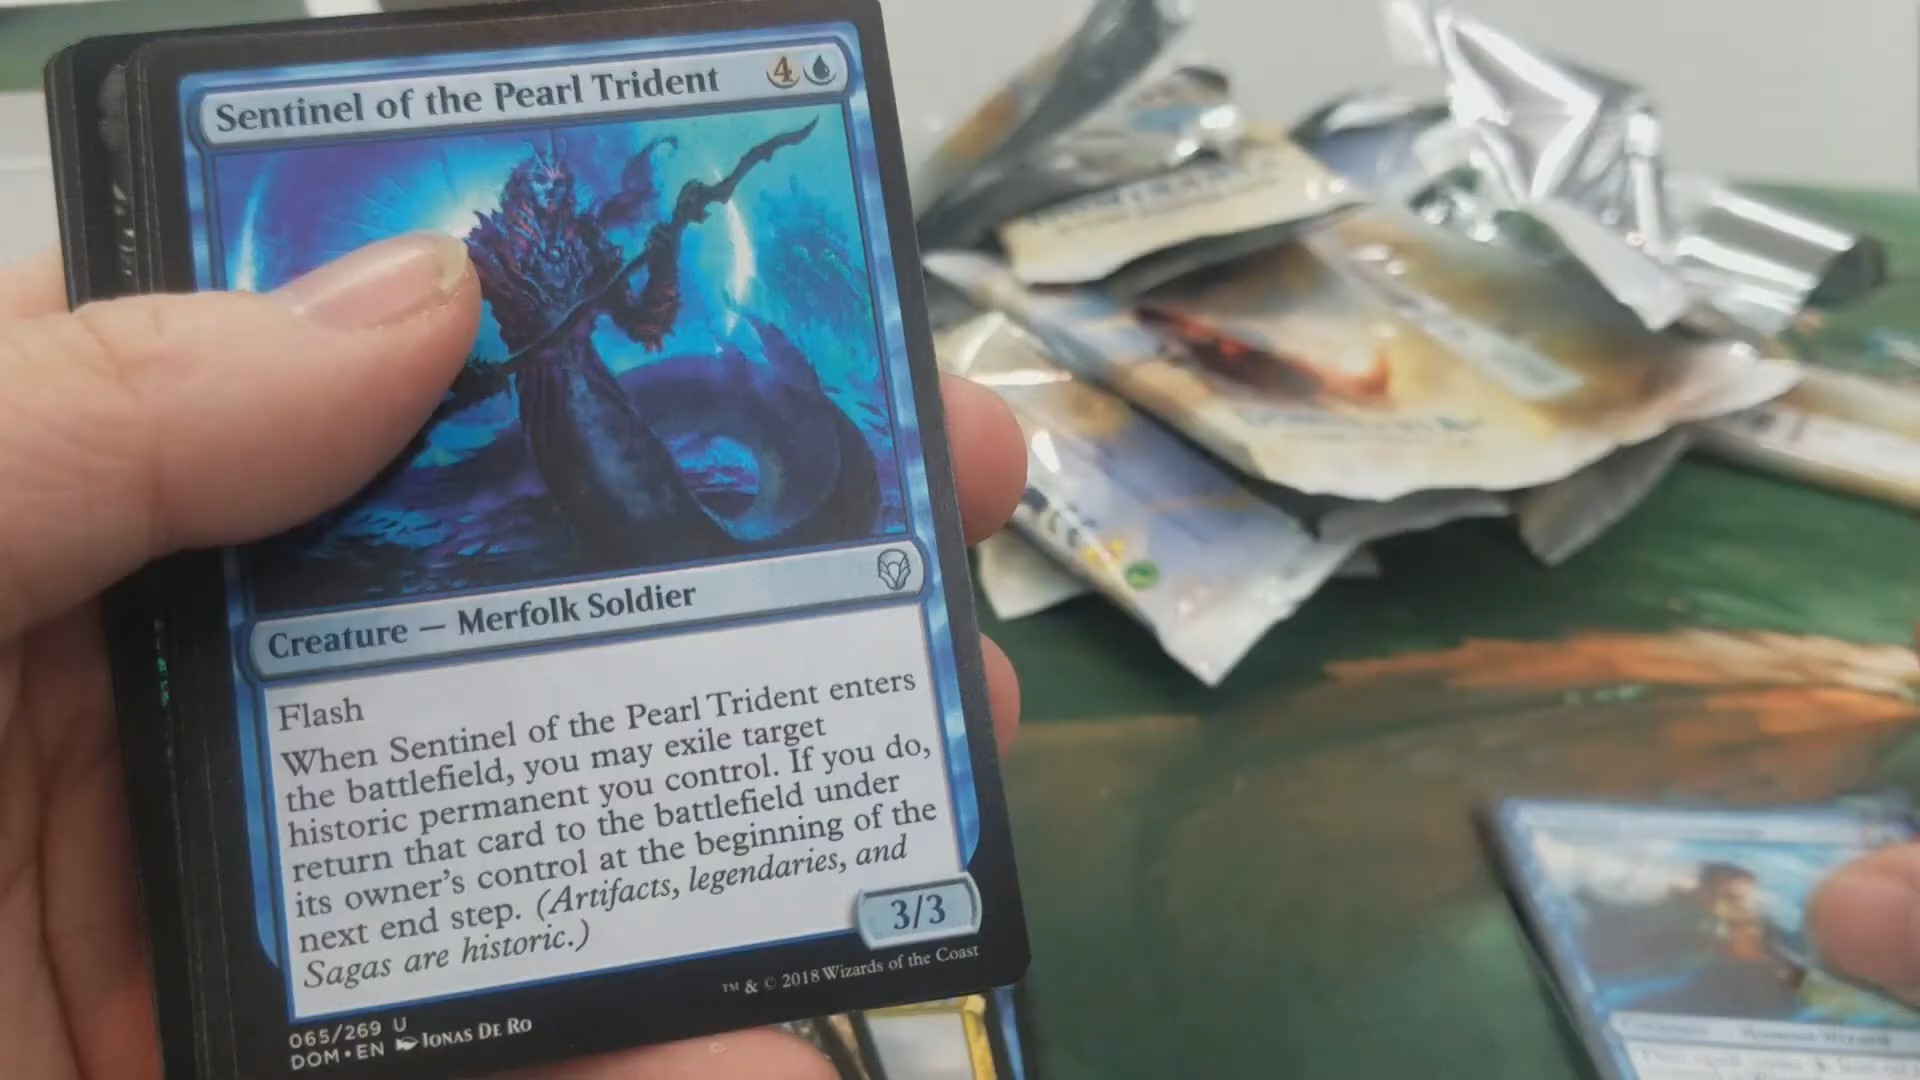 Sentinel of the Pearl Trident 4
Creature — Merfolk Soldier
Flash
When Sentinel of the Pearl Trident enters
the battlefield, you may exile target
historic permanent you control. If you do,
return that card to the battlefield under
its owner's control at the beginning of the
next end step. (Artifacts, legendaries, and
Sagas are historic.)
3/3
™ & © 2018 Wizards of the Coast
065/269 U
DOM • EN Jonas De Ro